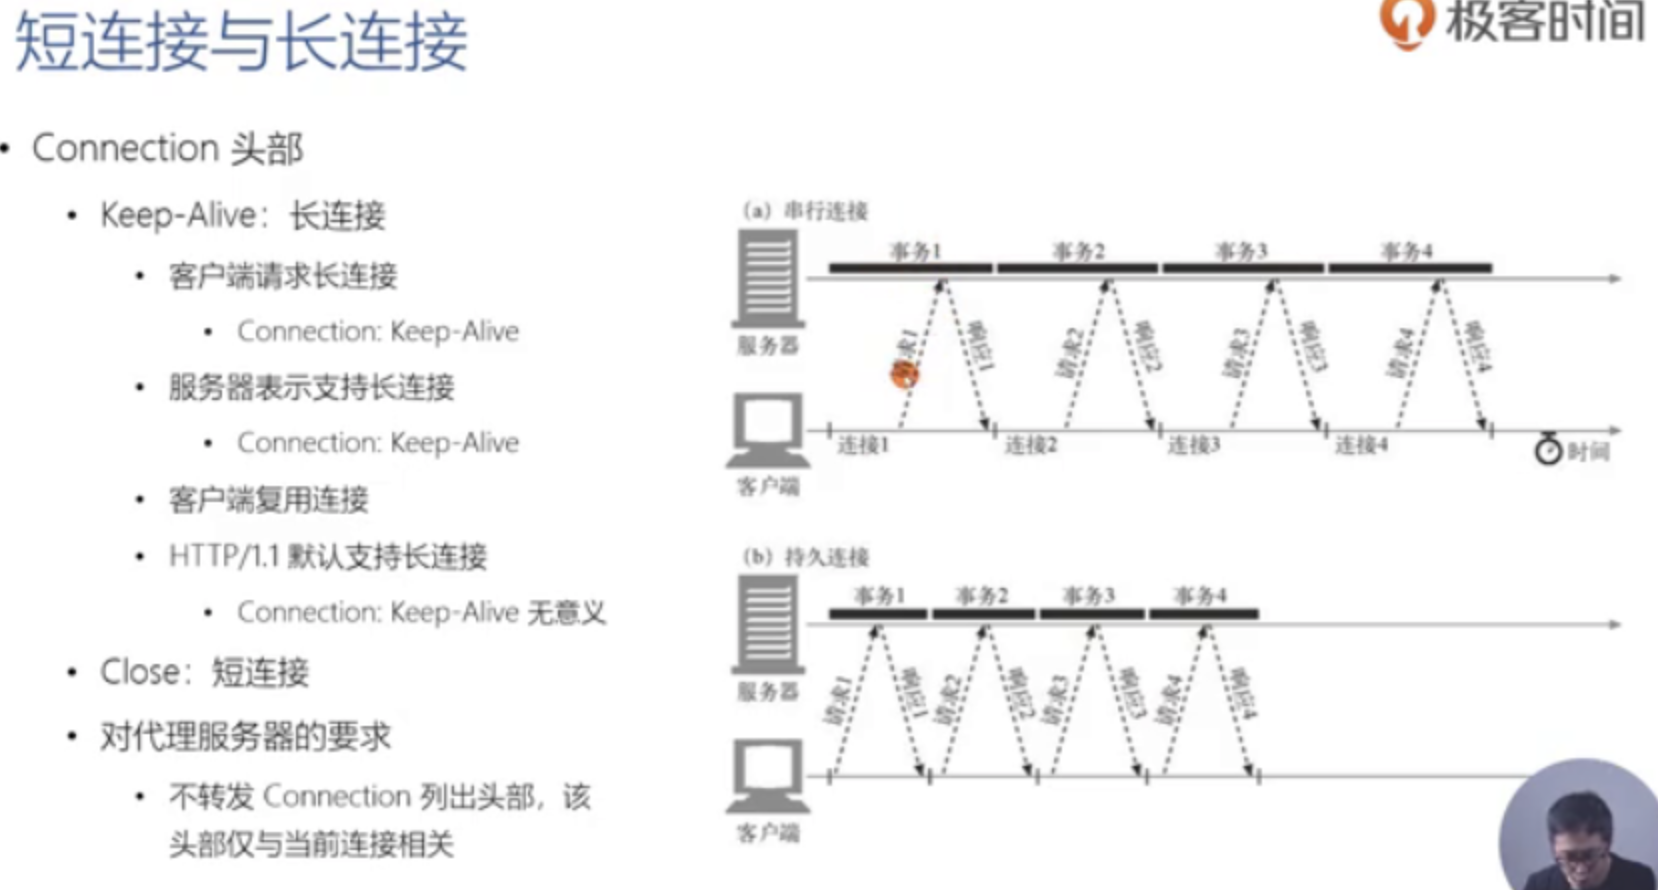 短连接与长连接
极客时间
• Connection 头部
• Keep-Alive：长连接
• 客户端请求长连接
• Connection: Keep-Alive
• 服务器表示支持长连接
• Connection: Keep-Alive
• 客户端复用连接
• HTTP/1.1 默认支持长连接
• Connection: Keep-Alive 无意义
• Close：短连接
• 对代理服务器的要求
• 不转发 Connection 列出头部，该
头部仅与当前连接相关
（a）串行连接
事务1 事务2 事务3 事务4
服务器
请求1 响应1 请求2 响应2 请求3 响应3 请求4 响应4
连接1 连接2 连接3 连接4
时间
客户端
（b）持久连接
事务1 事务2 事务3 事务4
服务器
请求1 响应1 请求2 响应2 请求3 响应3 请求4 响应4
客户端